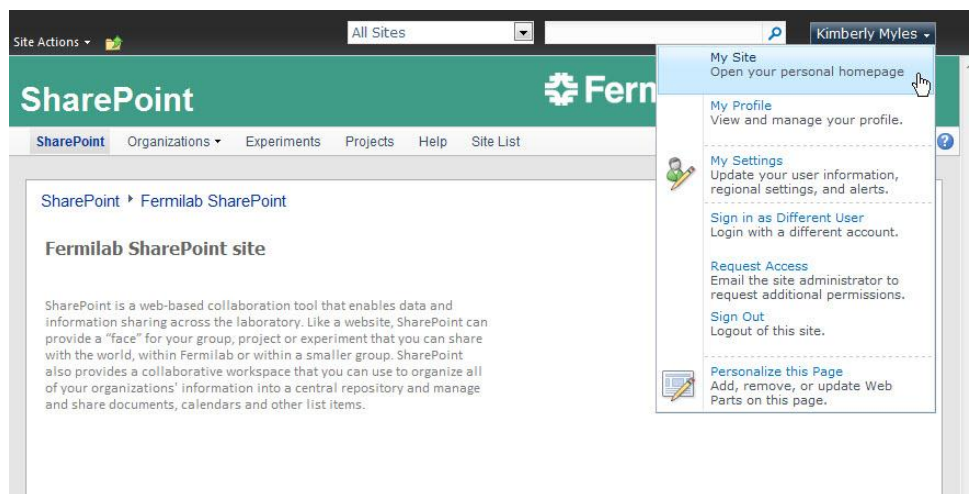 Site Actions
All Sites
Kimberly Myles
SharePoint
Fern
SharePoint Organizations Experiments Projects Help Site List
?
My Site
Open your personal homepage
My Profile
View and manage your profile.
My Settings
Update your user information,
regional settings, and alerts.
Sign in as Different User
Login with a different account.
Request Access
Email the site administrator to
request additional permissions.
Sign Out
Logout of this site.
Personalize this Page
Add, remove, or update Web
Parts on this page.
SharePoint Fermilab SharePoint
Fermilab SharePoint site
SharePoint is a web-based collaboration tool that enables data and
information sharing across the laboratory. Like a website, SharePoint can
provide a "face" for your group, project or experiment that you can share
with the world, within Fermilab or within a smaller group. SharePoint
also provides a collaborative workspace that you can use to organize all
of your organizations' information into a central repository and manage
and share documents, calendars and other list items.